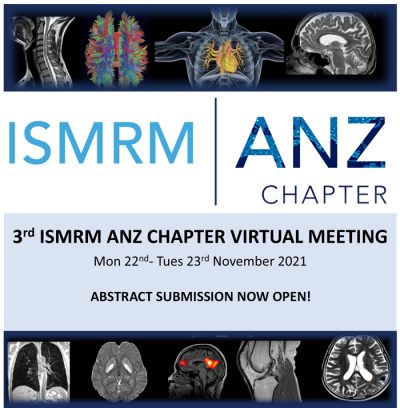 ISMRM
ANZ
CHAPTER
3rd ISMRM ANZ CHAPTER VIRTUAL MEETING
Mon 22nd- Tues 23rd November 2021
ABSTRACT SUBMISSION NOW OPEN!